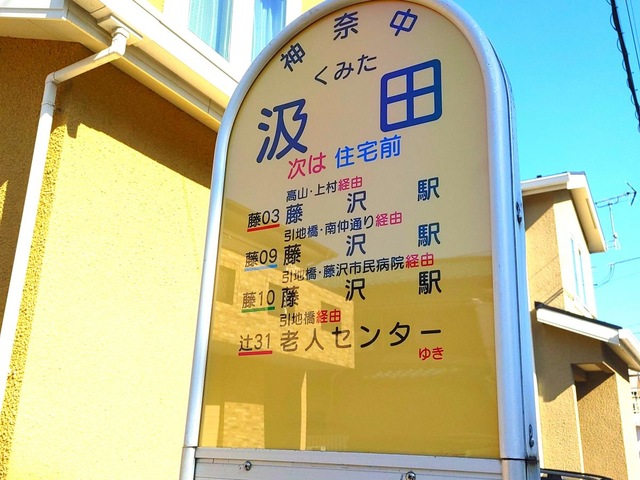 神奈中
くみた
汲田
次は 住宅前
高山・上村経由
藤03 藤沢駅
引地橋・南仲通り経由
藤09 藤沢駅
引地橋・藤沢市民病院経由
藤10 藤沢駅
引地橋経由
辻31 老人センター
ゆき